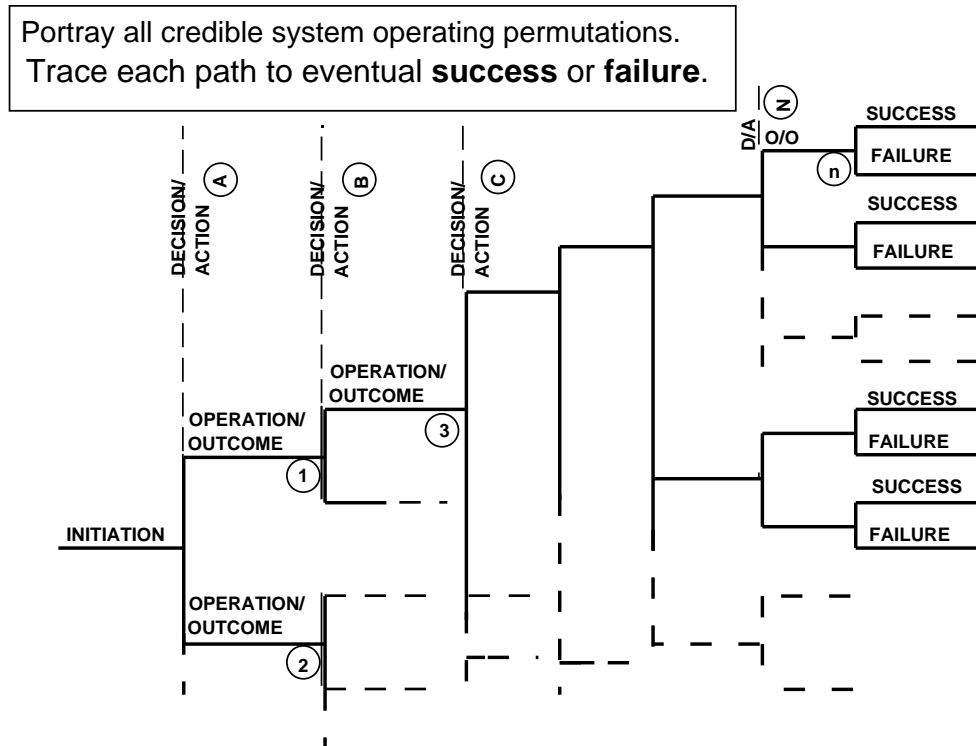 Portray all credible system operating permutations.
Trace each path to eventual success or failure.
DECISION/
ACTION
A
DECISION/
ACTION
B
DECISION/
ACTION
C
D/A
N
O/O
n
SUCCESS
FAILURE
SUCCESS
FAILURE
OPERATION/
OUTCOME
3
OPERATION/
OUTCOME
1
SUCCESS
FAILURE
SUCCESS
FAILURE
INITIATION
OPERATION/
OUTCOME
2